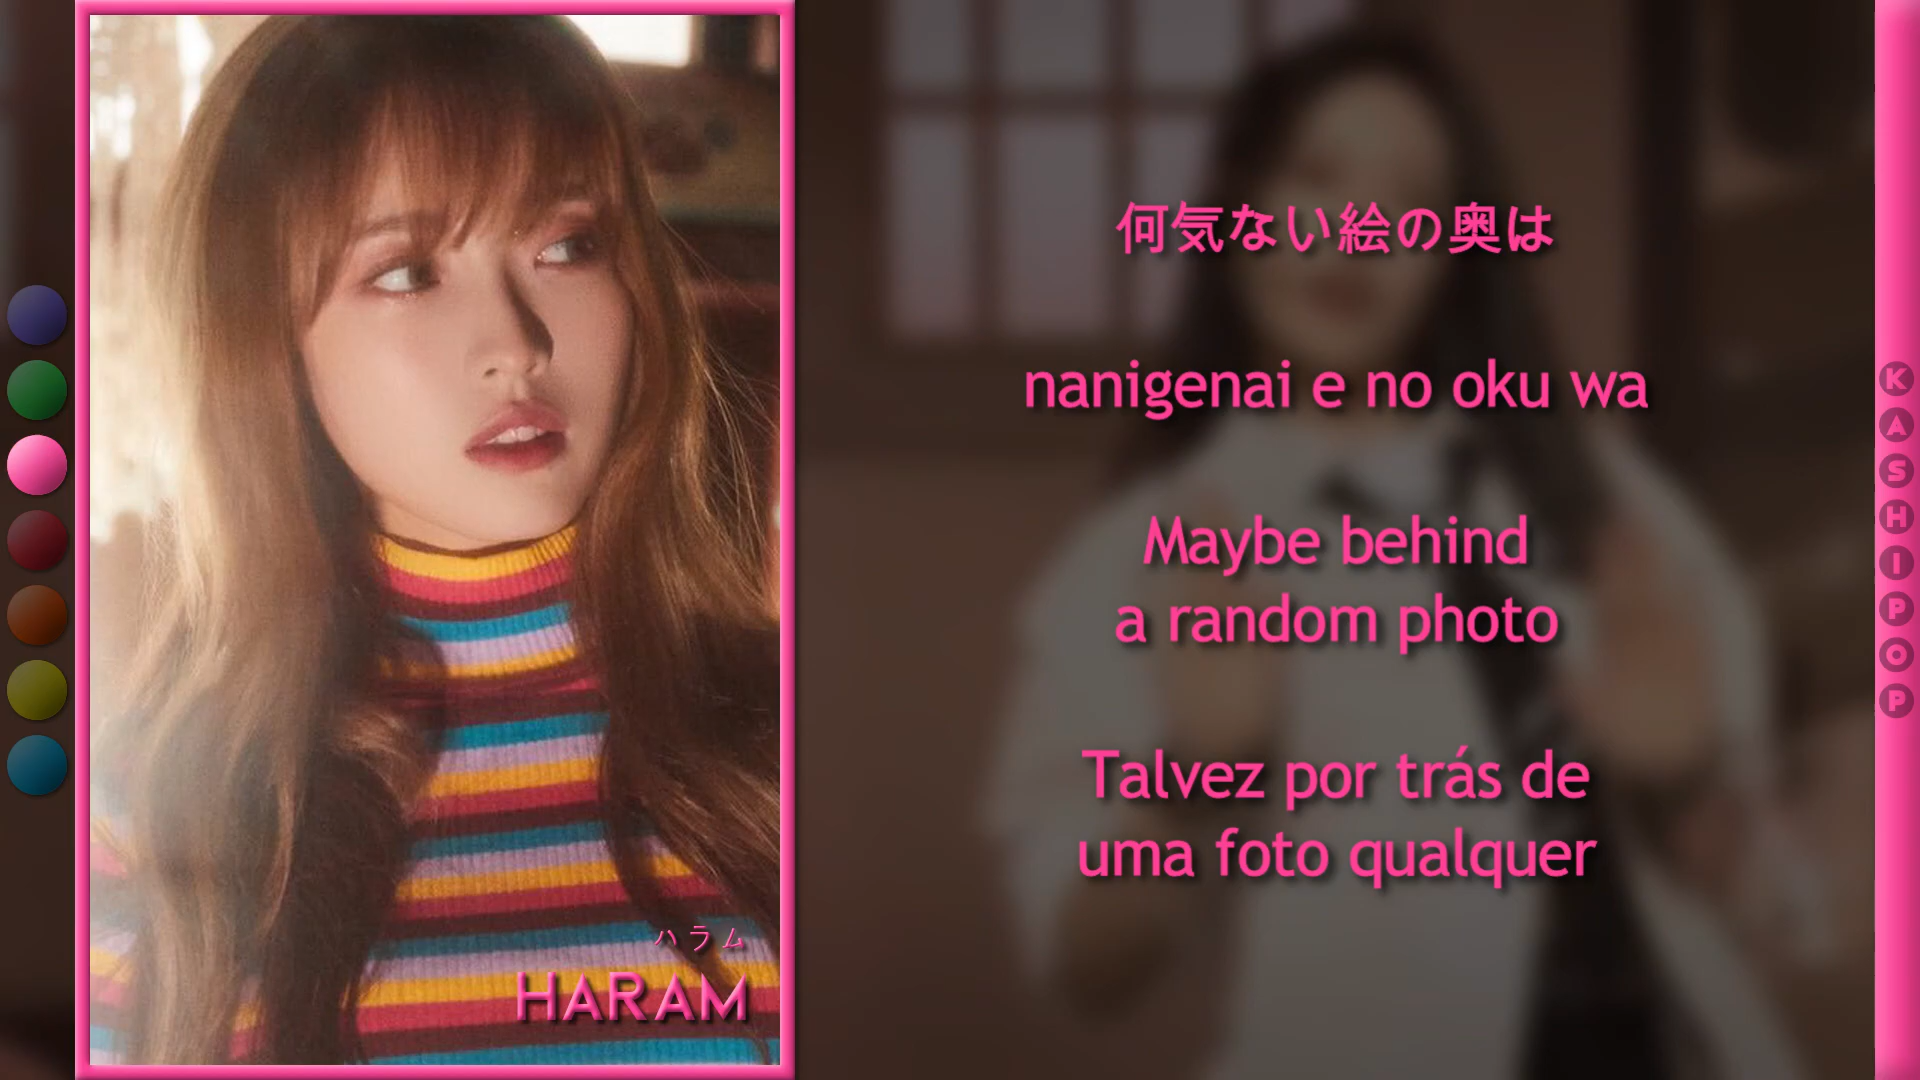 何気ない絵の奥は
nanigenai e no oku wa
Maybe behind
a random photo
Talvez por trás de
uma foto qualquer
ハラム
HARAM
KASHIPOP